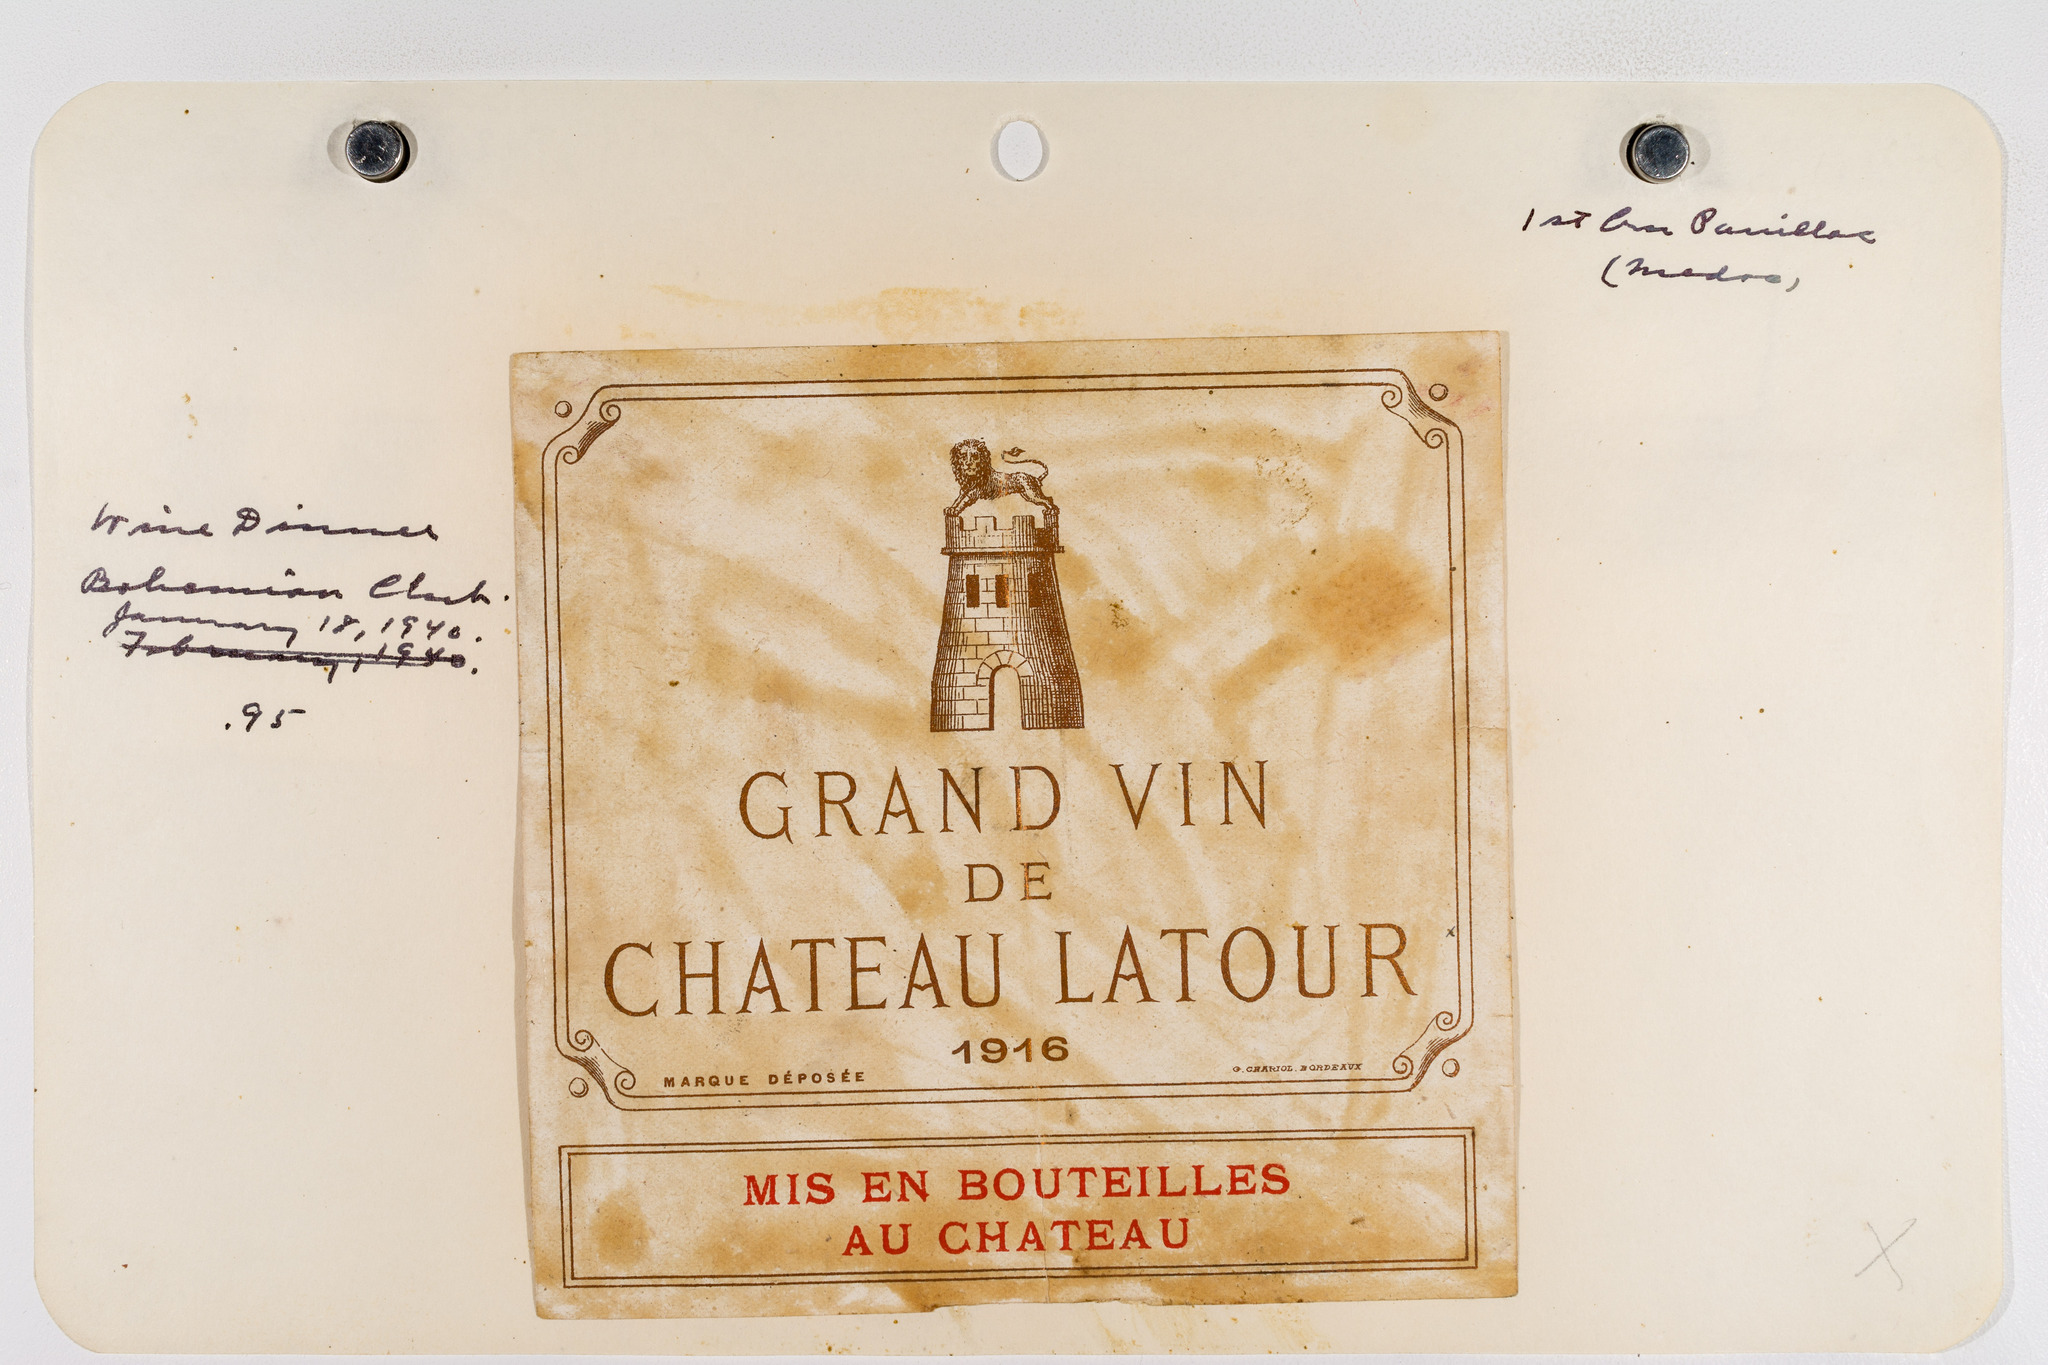 1st Cru Pauillac
(Medoc)
Wine Dinner
Bohemian Club.
January 18, 1940.
February, 1940.
.95
GRAND VIN
DE
CHATEAU LATOUR
1916
MARQUE DÉPOSÉE
G. CHARIOL. BORDEAUX
MIS EN BOUTEILLES
AU CHATEAU
X